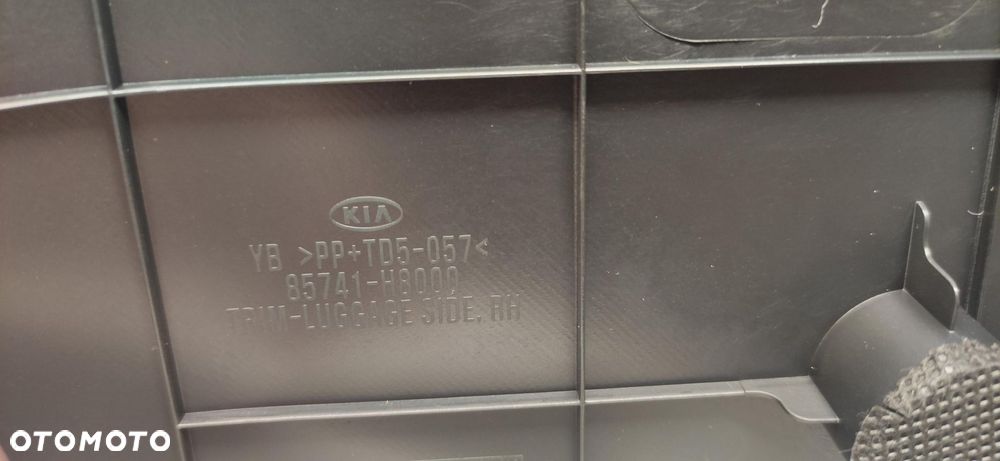 KIA
YB >PP+TD5-057<
85741-H8000
TRIM-LUGGAGE SIDE, RH
OTOMOTO